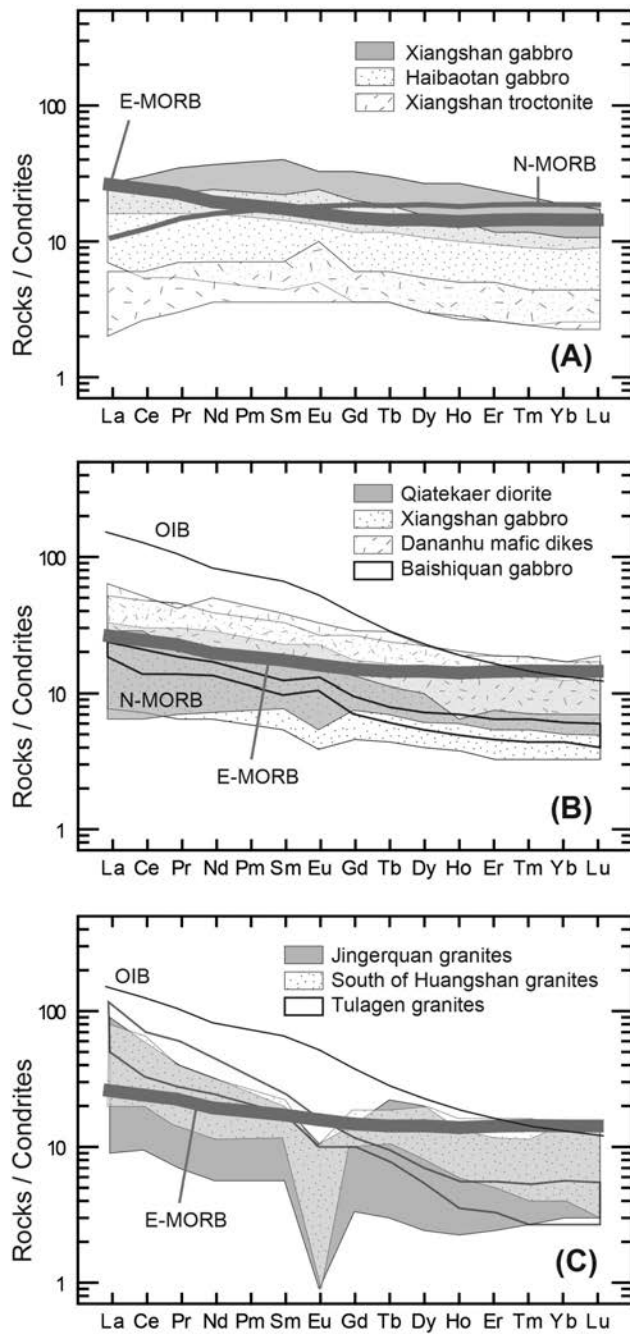 Xiangshan gabbro
Haibaotan gabbro
Xiangshan troctonite
100
E-MORB
N-MORB
10
Rocks / Condrites
1
(A)
La Ce Pr Nd Pm Sm Eu Gd Tb Dy Ho Er Tm Yb Lu
Qiatekaer diorite
Xiangshan gabbro
Dananhu mafic dikes
Baishiquan gabbro
OIB
100
10
N-MORB
E-MORB
Rocks / Condrites
1
(B)
La Ce Pr Nd Pm Sm Eu Gd Tb Dy Ho Er Tm Yb Lu
Jingerquan granites
South of Huangshan granites
Tulagen granites
OIB
100
10
E-MORB
Rocks / Condrites
1
(C)
La Ce Pr Nd Pm Sm Eu Gd Tb Dy Ho Er Tm Yb Lu